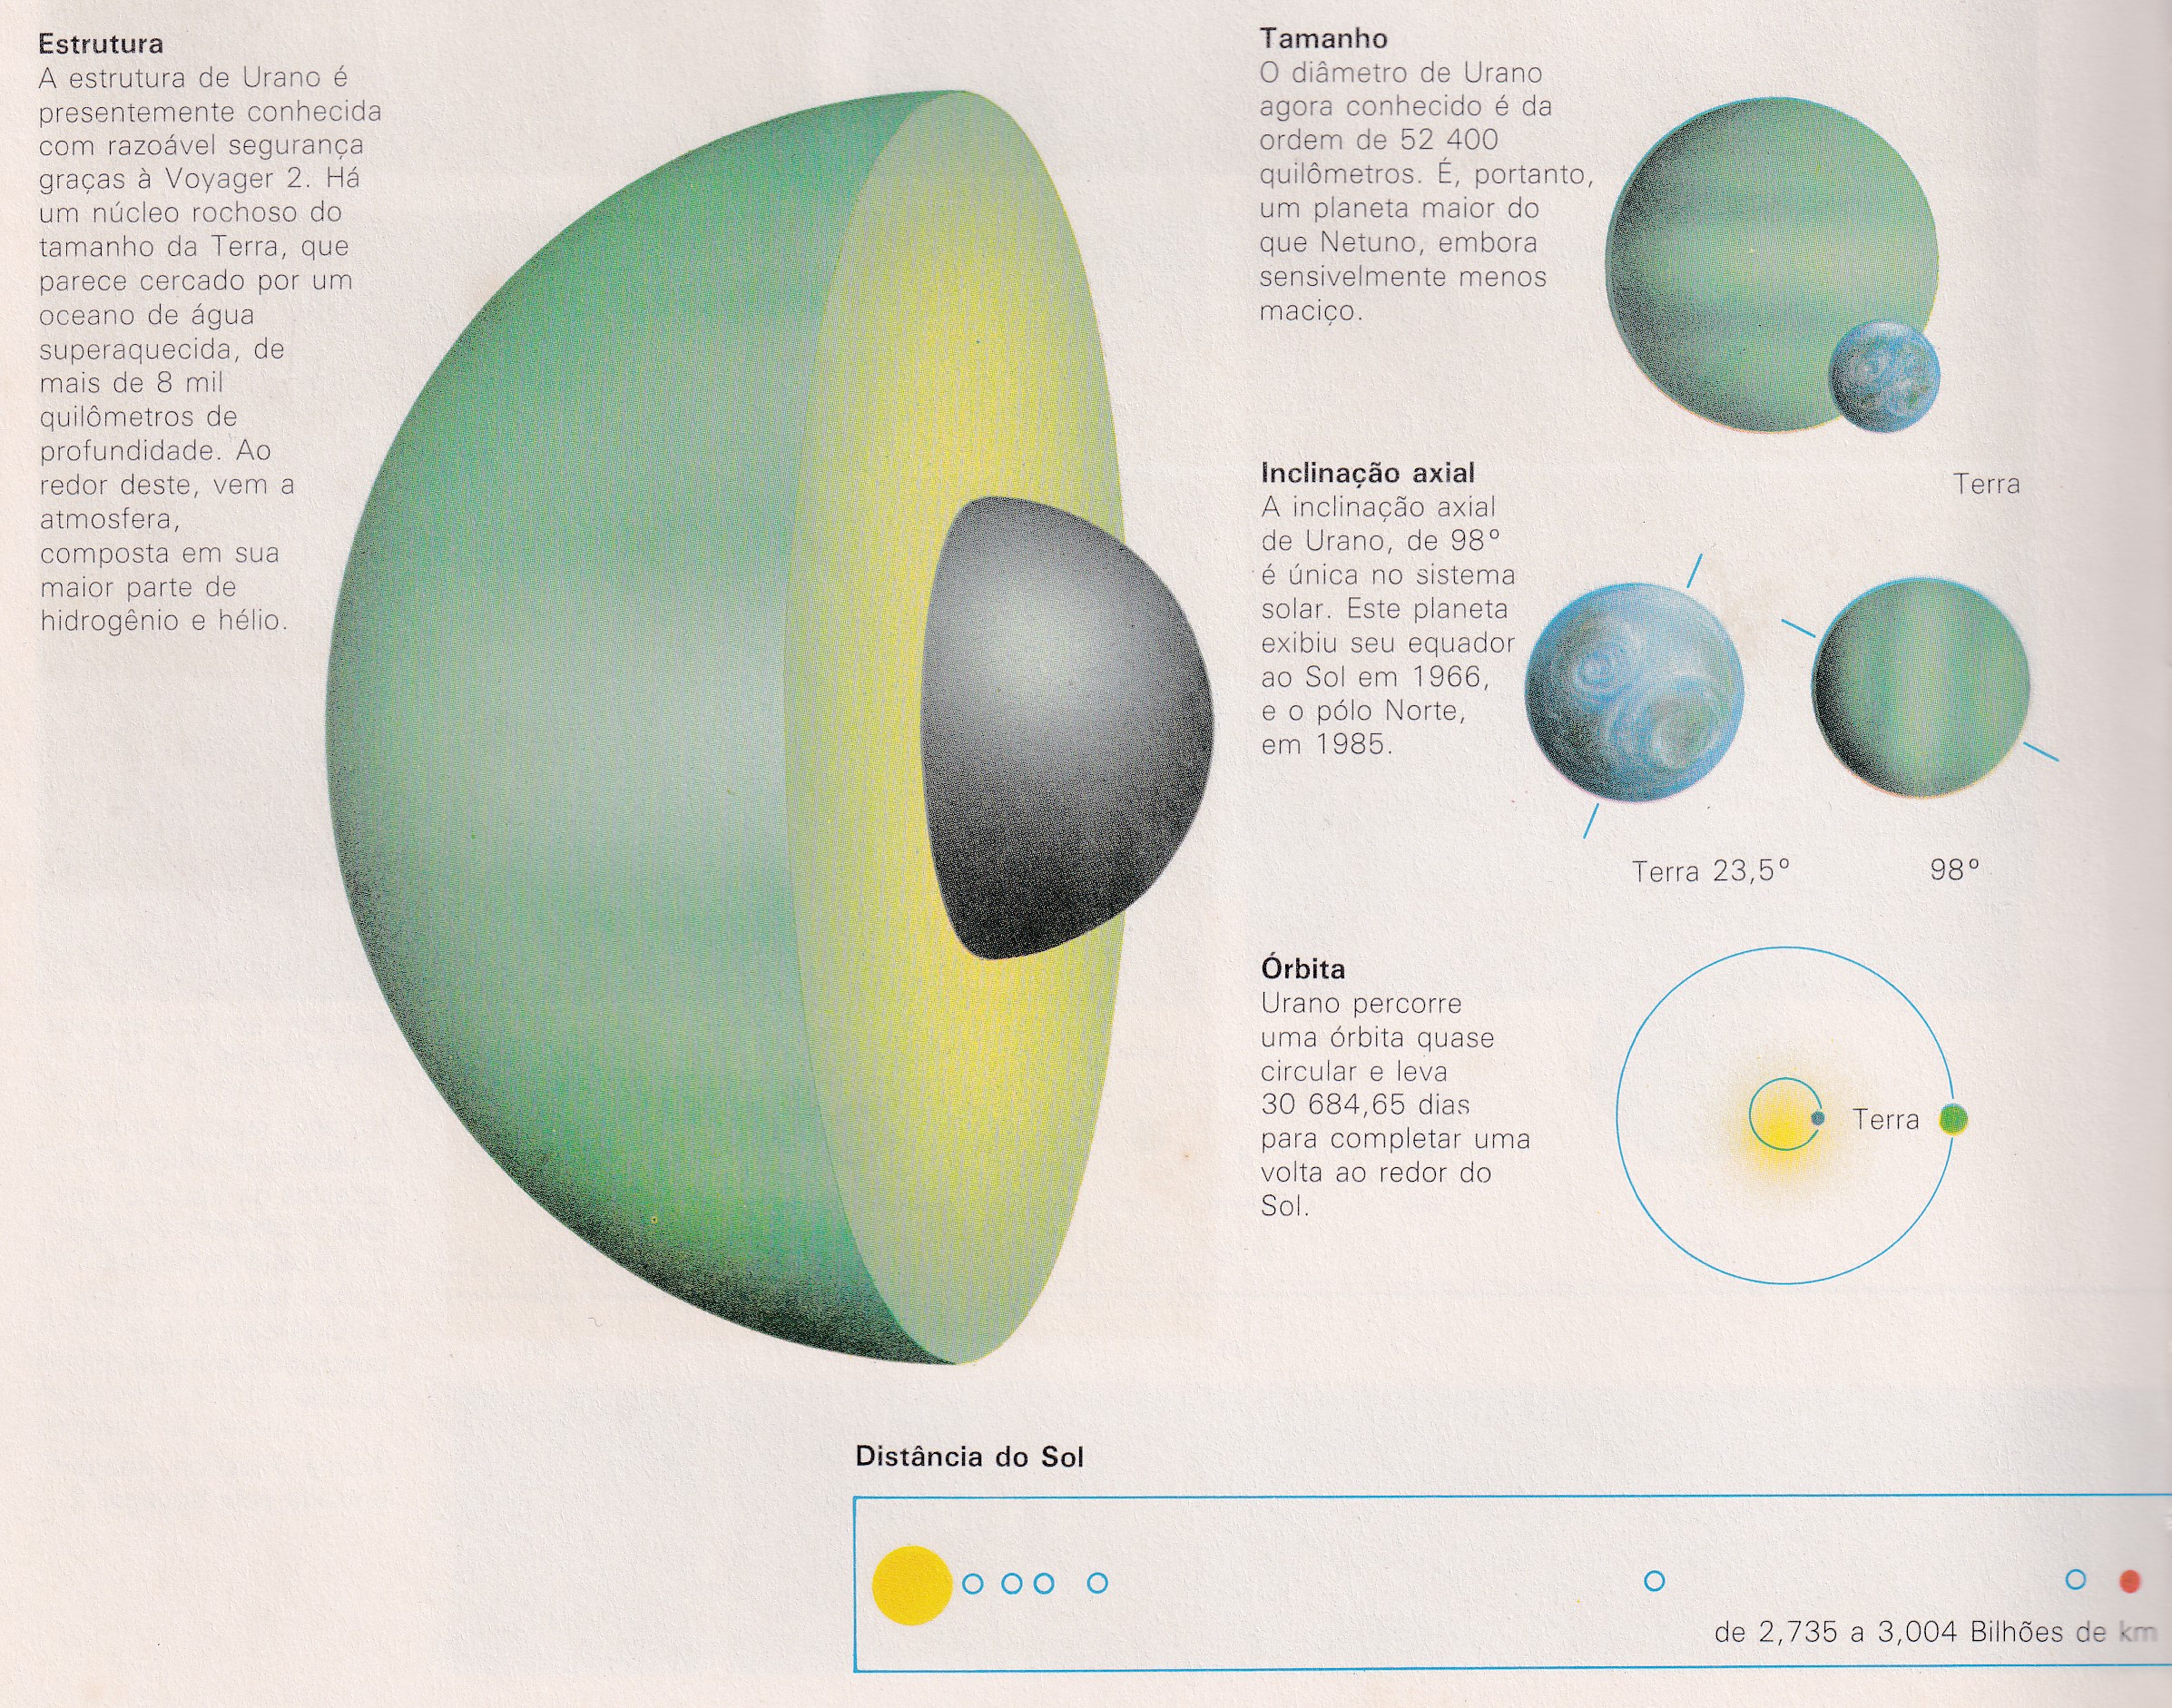 Estrutura
A estrutura de Urano é
presentemente conhecida
com razoável segurança
graças à Voyager 2. Há
um núcleo rochoso do
tamanho da Terra, que
parece cercado por um
oceano de água
superaquecida, de
mais de 8 mil
quilômetros de
profundidade. Ao
redor deste, vem a
atmosfera,
composta em sua
maior parte de
hidrogênio e hélio.
Tamanho
O diâmetro de Urano
agora conhecido é da
ordem de 52 400
quilômetros. É, portanto,
um planeta maior do
que Netuno, embora
sensivelmente menos
maciço.
Terra
Inclinação axial
A inclinação axial
de Urano, de 98º
é única no sistema
solar. Este planeta
exibiu seu equador
ao Sol em 1966,
e o pólo Norte,
em 1985.
Terra 23,5º
98º
Órbita
Urano percorre
uma órbita quase
circular e leva
30 684,65 dias
para completar uma
volta ao redor do
Sol.
Terra
Distância do Sol
de 2,735 a 3,004 Bilhões de km